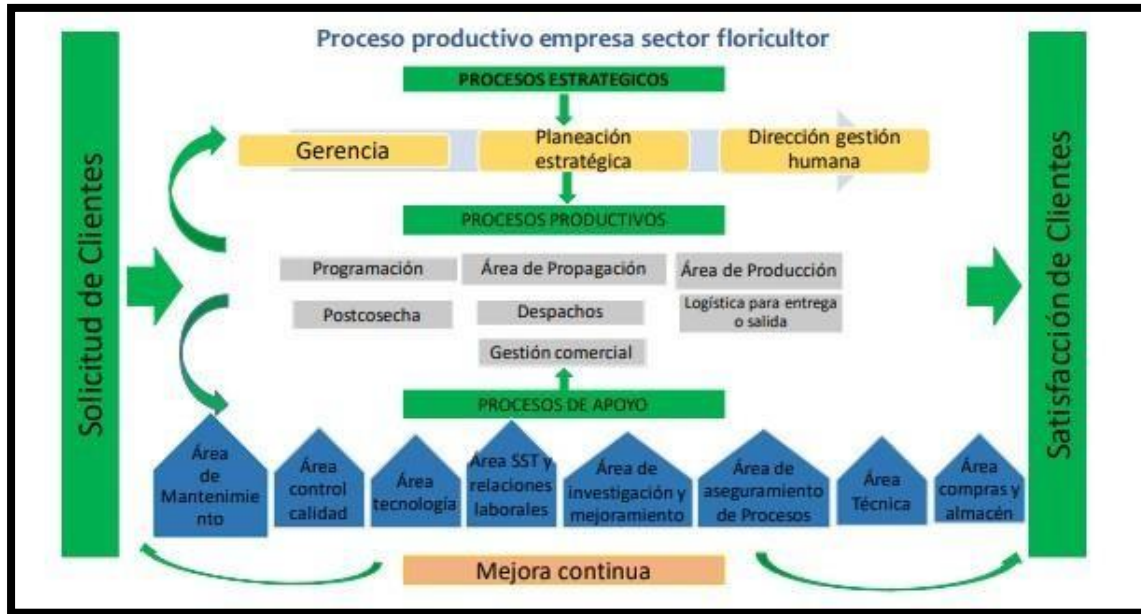 Proceso productivo empresa sector floricultor
Solicitud de Clientes
PROCESOS ESTRATEGICOS
Gerencia
Planeación
estratégica
Dirección gestión
humana
PROCESOS PRODUCTIVOS
Programación
Área de Propagación
Área de Producción
Postcosecha
Despachos
Logística para entrega
o salida
Gestión comercial
PROCESOS DE APOYO
Área
de
Mantenimie
nto
Área
control
calidad
Área
tecnología
Área SST y
relaciones
laborales
Área de
investigación y
mejoramiento
Área de
aseguramiento
de Procesos
Área
Técnica
Área
compras y
almacén
Mejora continua
Satisfacción de Clientes